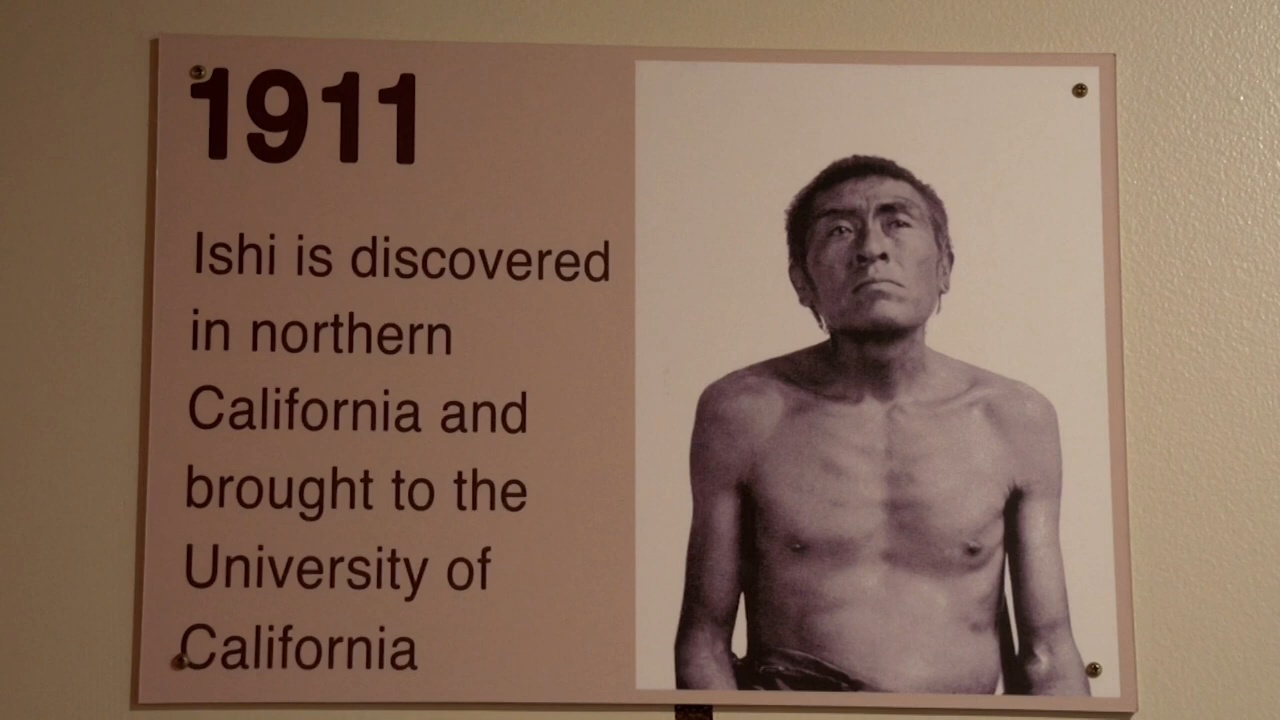 1911
Ishi is discovered
in northern
California and
brought to the
University of
California